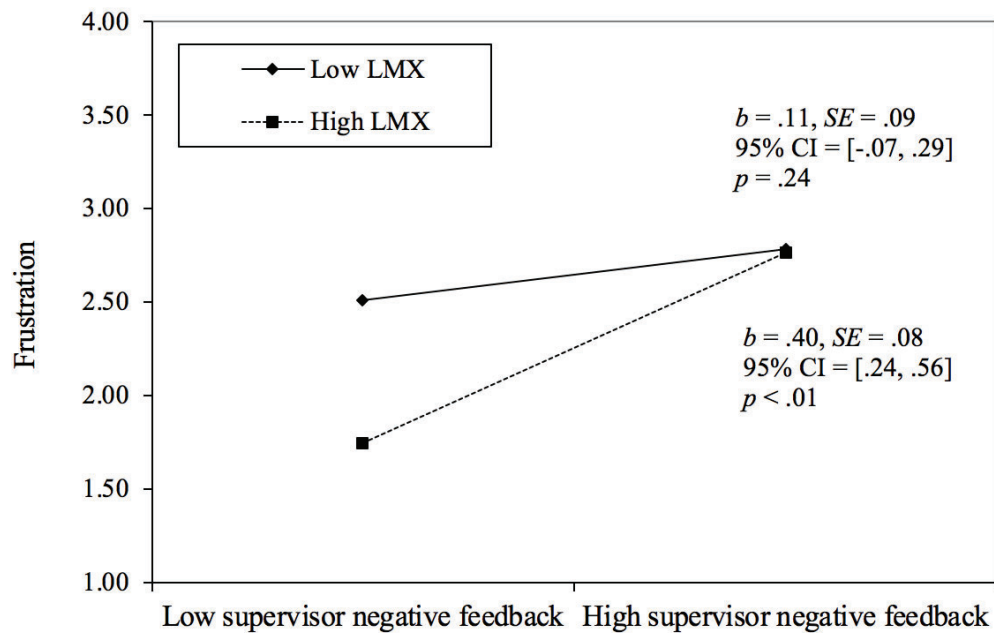 4.00
Low LMX
High LMX
3.50
b = .11, SE = .09
95% CI = [-.07, .29]
p = .24
3.00
2.50
Frustration
b = .40, SE = .08
95% CI = [.24, .56]
p < .01
2.00
1.50
1.00
Low supervisor negative feedback
High supervisor negative feedback